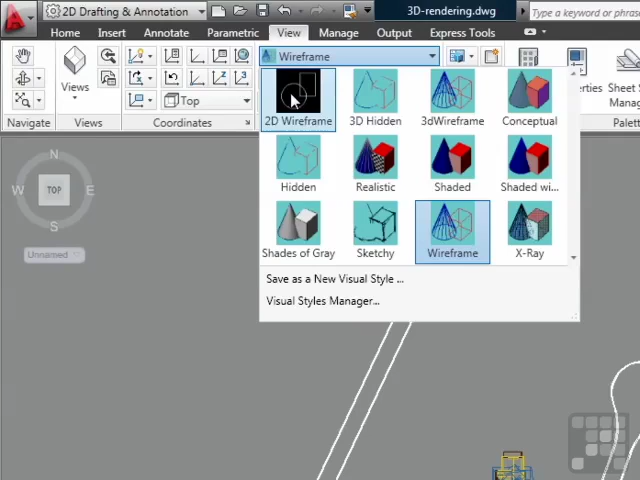 2D Drafting & Annotation
3D-rendering.dwg
Type a keyword or phrase
Home Insert Annotate Parametric View Manage Output Express Tools
Wireframe
Views
Top
Navigate Views Coordinates
2D Wireframe 3D Hidden 3dWireframe Conceptual
Hidden Realistic Shaded Shaded wi...
Shades of Gray Sketchy Wireframe X-Ray
Save as a New Visual Style ...
Visual Styles Manager...
erties
Sheet S
Manag
Palet
N
W TOP E
S
Unnamed